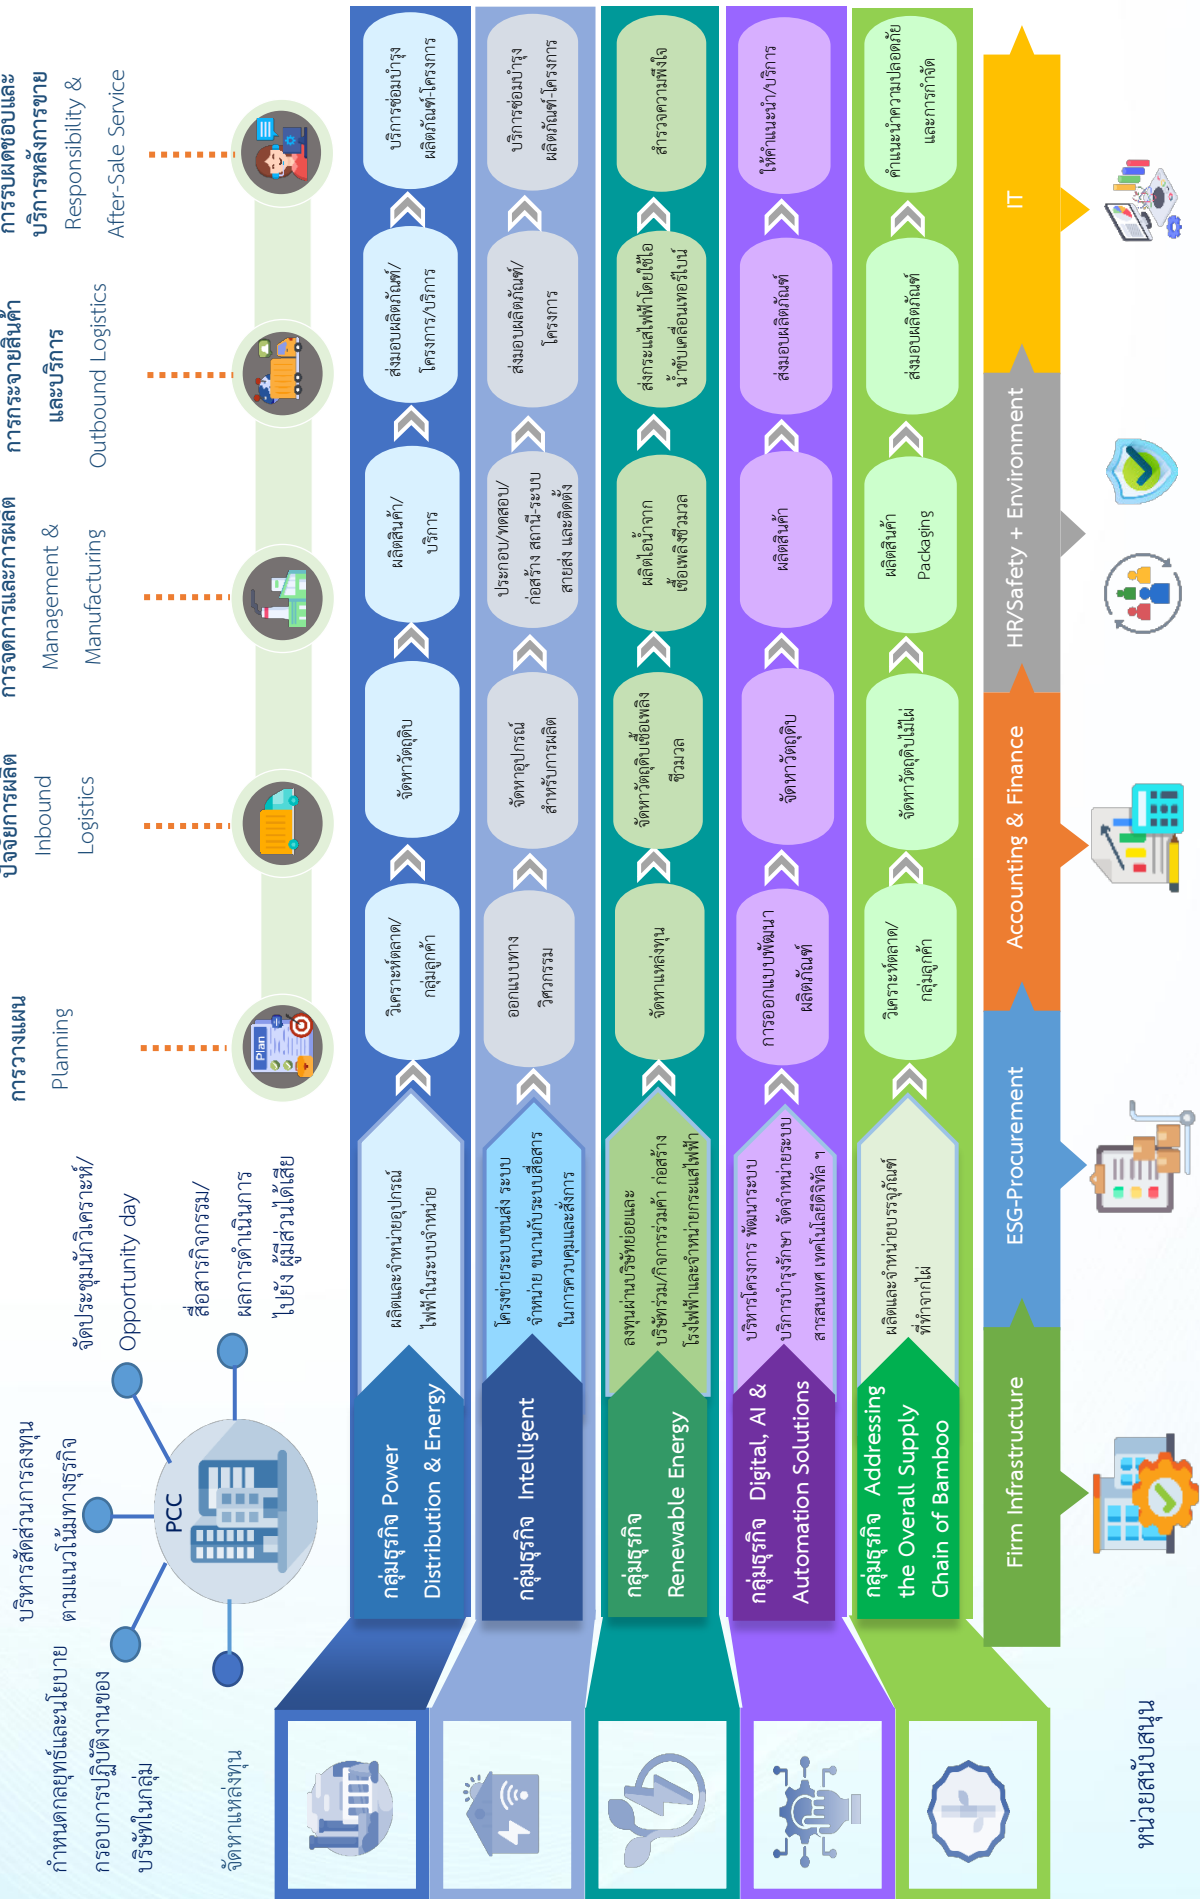 กำหนดกลยุทธ์และนโยบาย
กรอบการปฏิบัติงานของ
บริษัทในกลุ่ม
บริหารสัดส่วนการลงทุน
ตามแนวโน้มทางธุรกิจ
จัดประชุมนักวิเคราะห์/
Opportunity day
สื่อสารกิจกรรม/
ผลการดำเนินการ
ไปยัง ผู้มีส่วนได้เสีย
จัดหาแหล่งทุน
PCC
การวางแผน
Planning
ปัจจัยการผลิต
Inbound
Logistics
การจัดการและการผลิต
Management &
Manufacturing
การกระจายสินค้า
และบริการ
Outbound Logistics
การรับผิดชอบและ
บริการหลังการขาย
Responsibility &
After-Sale Service
Plan
กลุ่มธุรกิจ Power
Distribution & Energy
ผลิตและจำหน่ายอุปกรณ์
ไฟฟ้าในระบบจำหน่าย
วิเคราะห์ตลาด/
กลุ่มลูกค้า
จัดหาวัตถุดิบ
ผลิตสินค้า/
บริการ
ส่งมอบผลิตภัณฑ์/
โครงการ/บริการ
บริการซ่อมบำรุง
ผลิตภัณฑ์-โครงการ
กลุ่มธุรกิจ Intelligent
โครงข่ายระบบขนส่ง ระบบ
จำหน่าย ขนานกับระบบสื่อสาร
ในการควบคุมและสั่งการ
ออกแบบทาง
วิศวกรรม
จัดหาอุปกรณ์
สำหรับการผลิต
ประกอบ/ทดสอบ/
ก่อสร้าง สถานี-ระบบ
สายส่ง และติดตั้ง
ส่งมอบผลิตภัณฑ์/
โครงการ
บริการซ่อมบำรุง
ผลิตภัณฑ์-โครงการ
กลุ่มธุรกิจ
Renewable Energy
ลงทุนผ่านบริษัทย่อยและ
บริษัทร่วม/กิจการร่วมค้า ก่อสร้าง
โรงไฟฟ้าและจำหน่ายกระแสไฟฟ้า
จัดหาแหล่งทุน
จัดหาวัตถุดิบเชื้อเพลิง
ชีวมวล
ผลิตไอน้ำจาก
เชื้อเพลิงชีวมวล
ส่งกระแสไฟฟ้าโดยใช้ไอ
น้ำขับเคลื่อนเทอร์ไบน์
สำรวจความพึงใจ
กลุ่มธุรกิจ Digital, AI &
Automation Solutions
บริหารโครงการ พัฒนาระบบ
บริการบำรุงรักษา จัดจำหน่ายระบบ
สารสนเทศ เทคโนโลยีดิจิทัล ฯ
การออกแบบพัฒนา
ผลิตภัณฑ์
จัดหาวัตถุดิบ
ผลิตสินค้า
ส่งมอบผลิตภัณฑ์
ให้คำแนะนำ/บริการ
กลุ่มธุรกิจ Addressing
the Overall Supply
Chain of Bamboo
ผลิตและจำหน่ายบรรจุภัณฑ์
ที่ทำจากไผ่
วิเคราะห์ตลาด/
กลุ่มลูกค้า
จัดหาวัตถุดิบไม้ไผ่
ผลิตสินค้า
Packaging
ส่งมอบผลิตภัณฑ์
คำแนะนำความปลอดภัย
และการกำจัด
Firm Infrastructure
ESG-Procurement
Accounting & Finance
HR/Safety + Environment
IT
หน่วยสนับสนุน